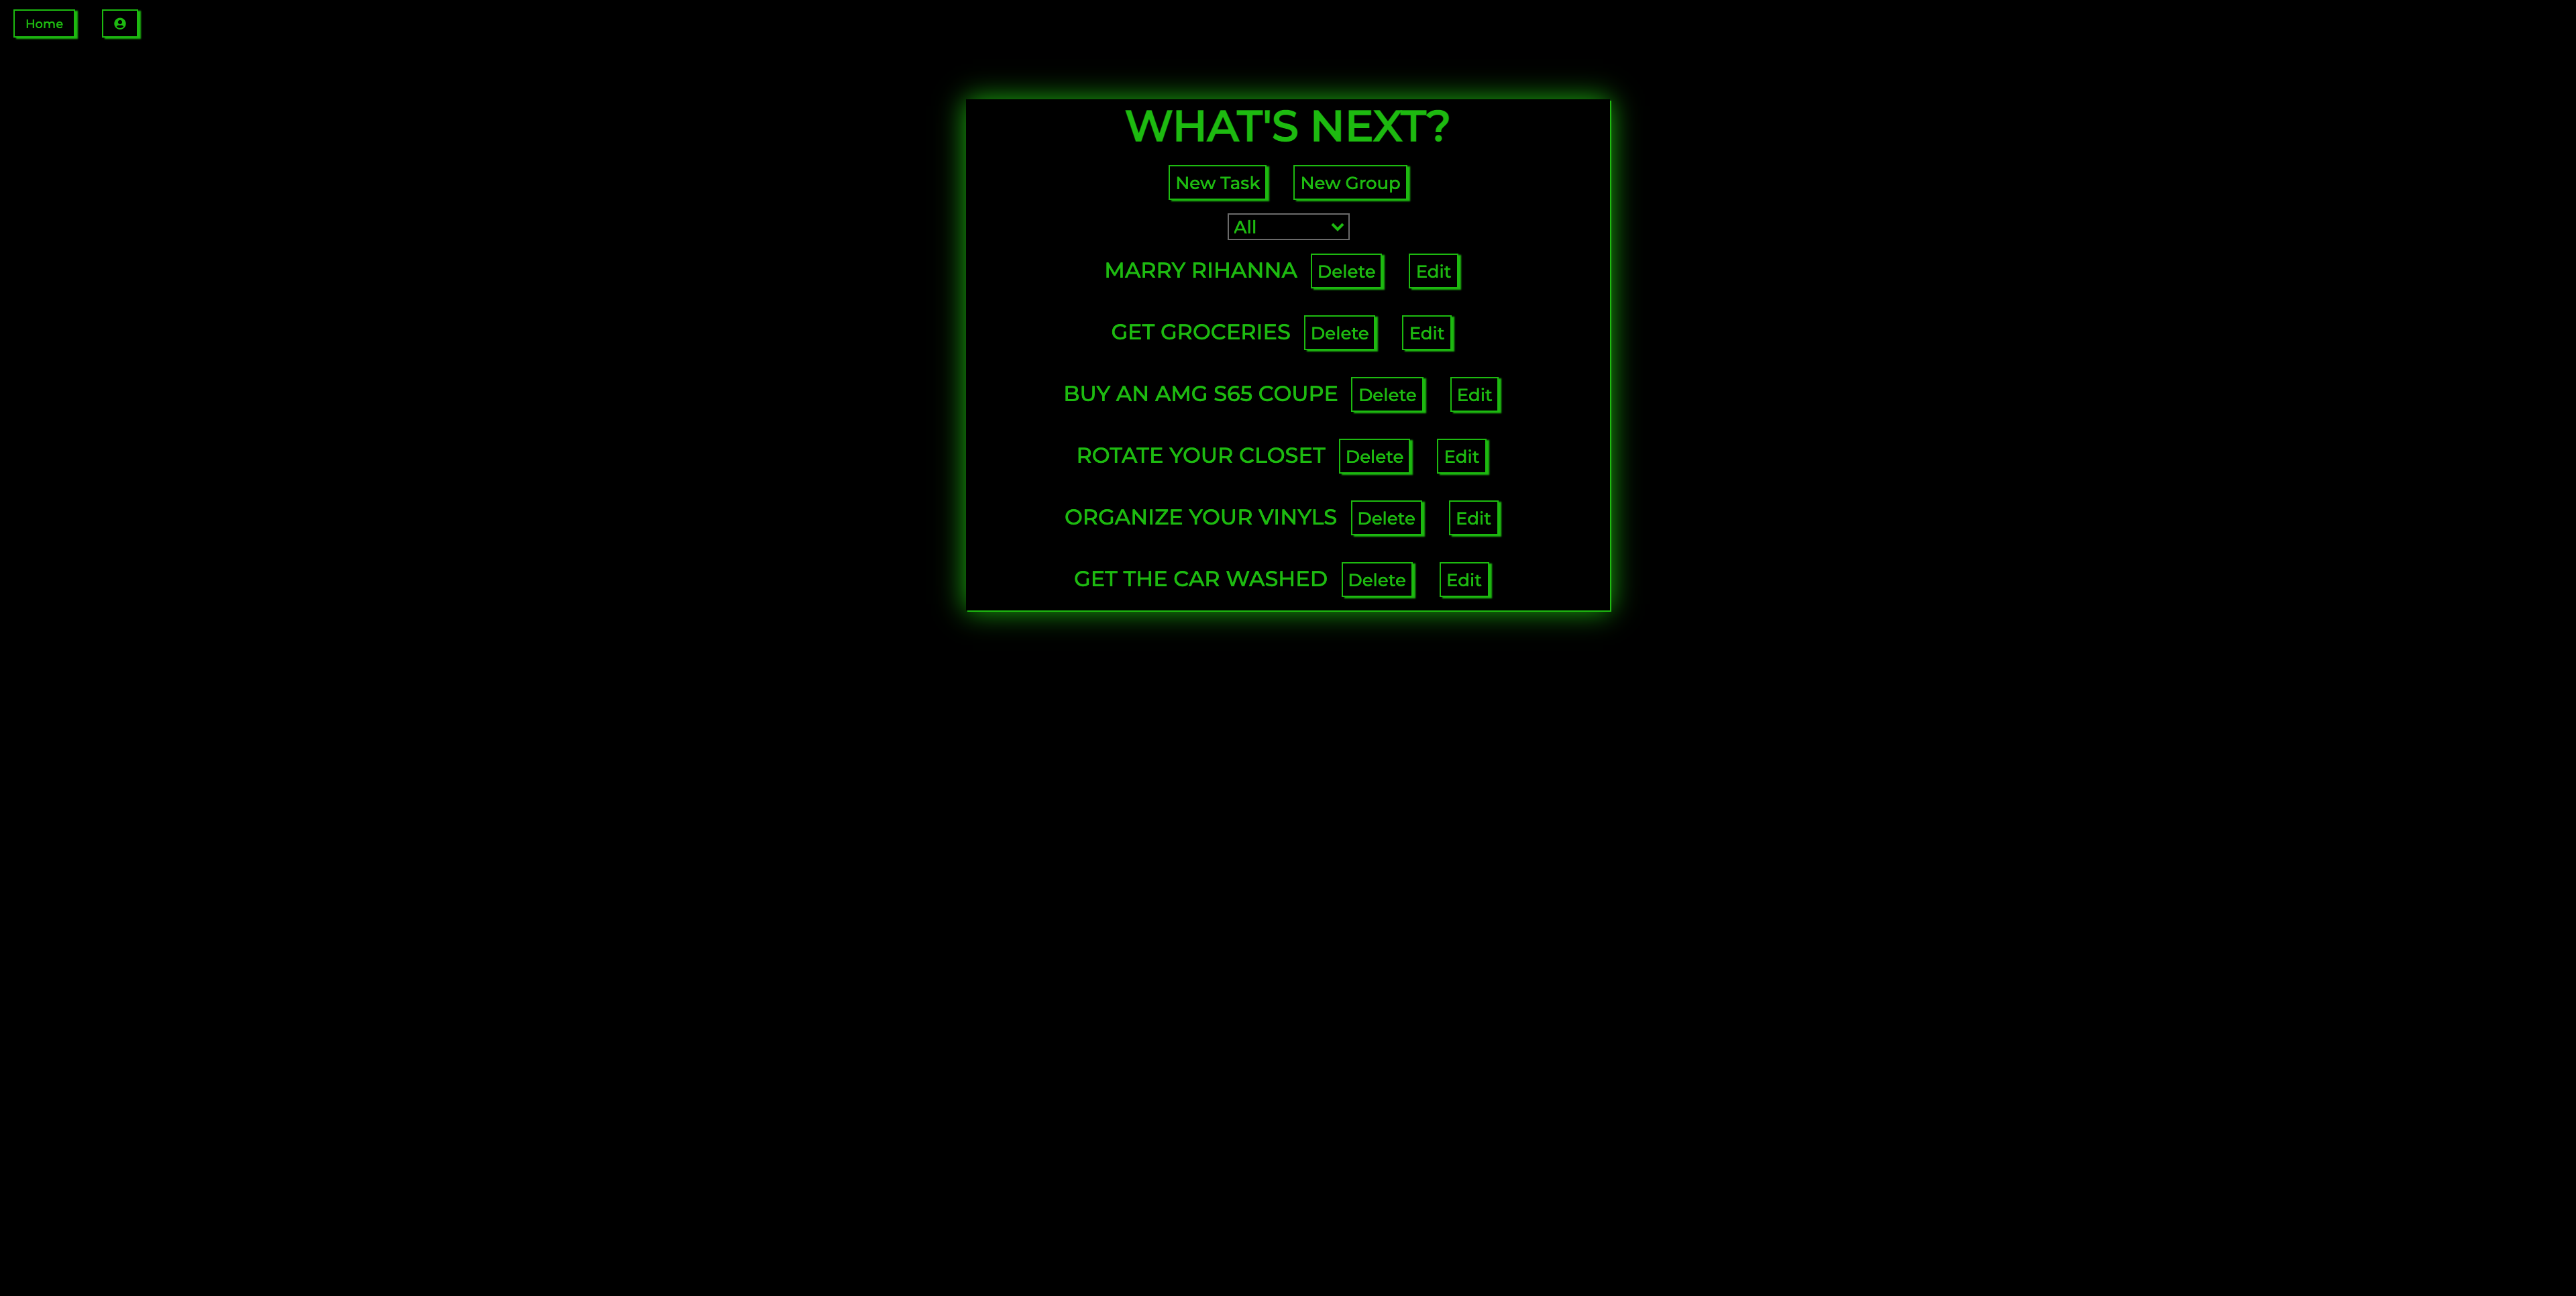 Home
WHAT'S NEXT?
New Task New Group
All
MARRY RIHANNA Delete Edit
GET GROCERIES Delete Edit
BUY AN AMG S65 COUPE Delete Edit
ROTATE YOUR CLOSET Delete Edit
ORGANIZE YOUR VINYLS Delete Edit
GET THE CAR WASHED Delete Edit